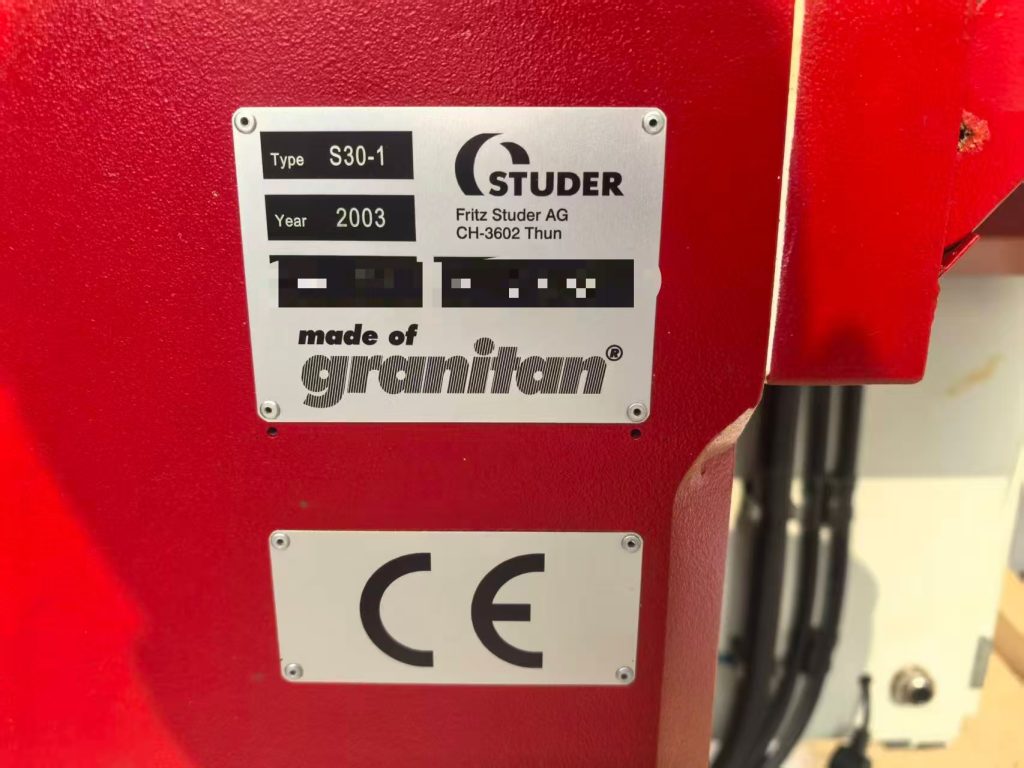 Type S30-1
STUDER
Year 2003
Fritz Studer AG
CH-3602 Thun
made of
granitan®
CE